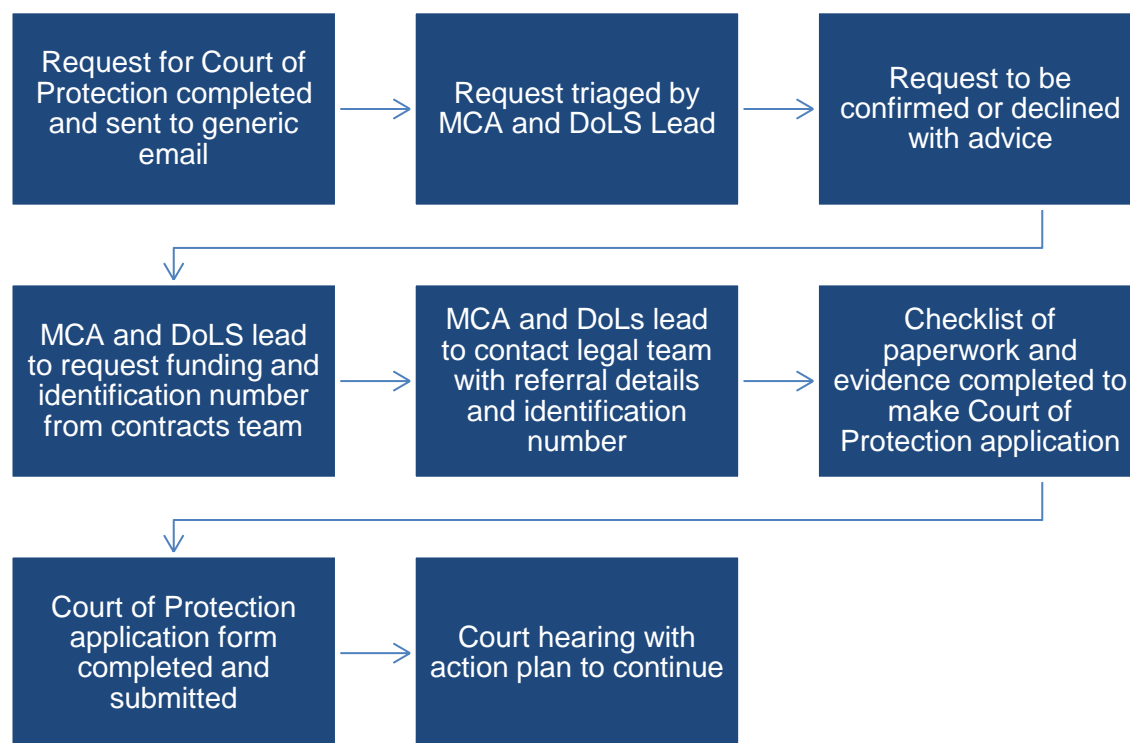 Request for Court of
Protection completed
and sent to generic
email
Request triaged by
MCA and DoLS Lead
Request to be
confirmed or declined
with advice
MCA and DoLS lead
to request funding and
identification number
from contracts team
MCA and DoLs lead
to contact legal team
with referral details
and identification
number
Checklist of
paperwork and
evidence completed to
make Court of
Protection application
Court of Protection
application form
completed and
submitted
Court hearing with
action plan to continue